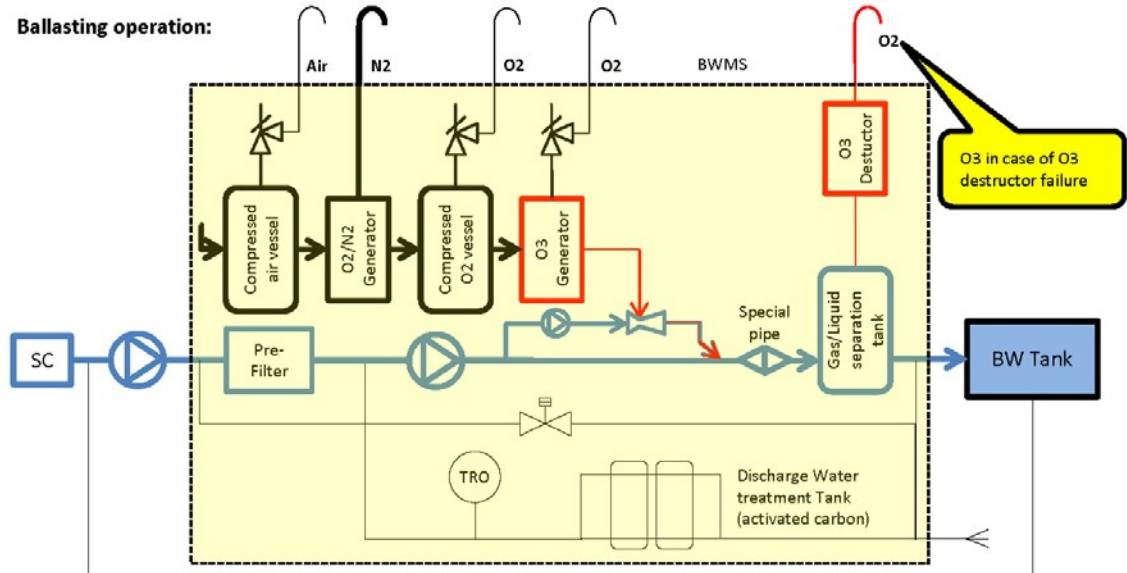 Ballasting operation:
Air
N2
O2
O2
BWMS
O2
O3 in case of O3
destructor failure
Compressed
air vessel
O2/N2
Generator
Compressed
O2 vessel
O3
Generator
O3
Destuctor
SC
Pre-
Filter
Special
pipe
Gas/Liquid
separation
tank
BW Tank
TRO
Discharge Water
treatment Tank
(activated carbon)